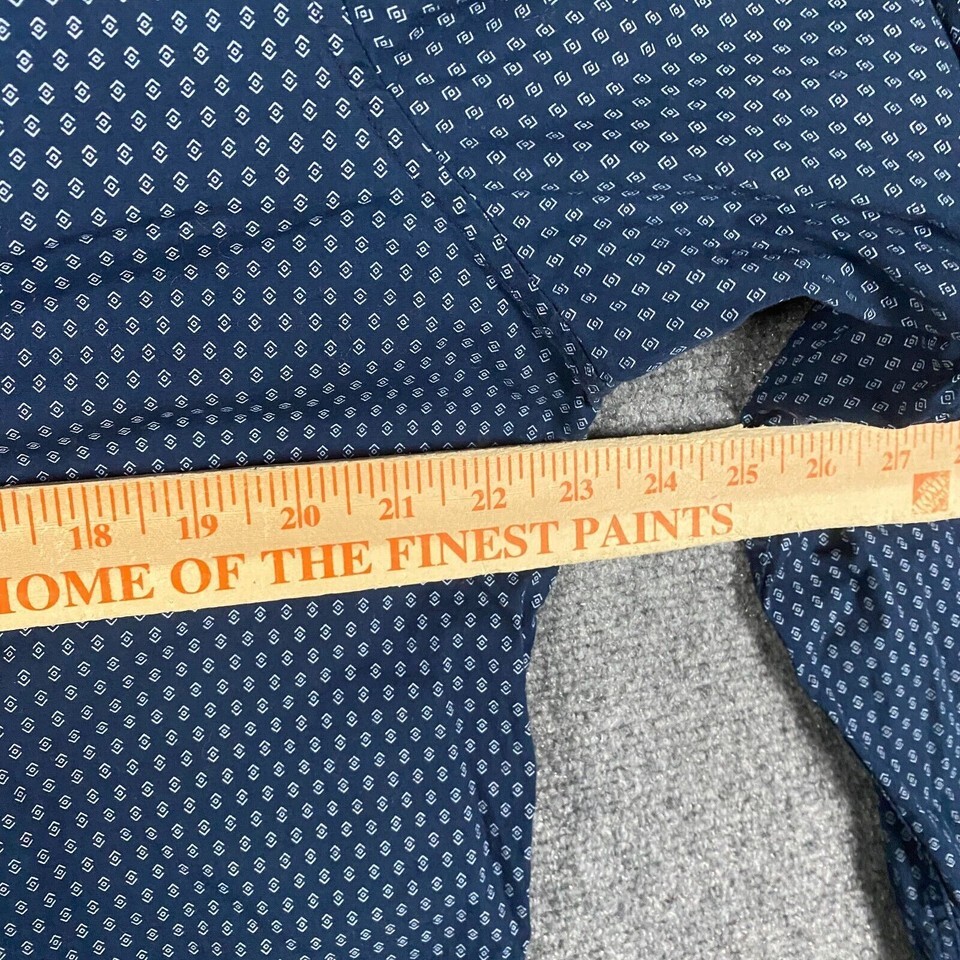 18 19 20 21 22 23 24 25 26 27
HOME OF THE FINEST PAINTS